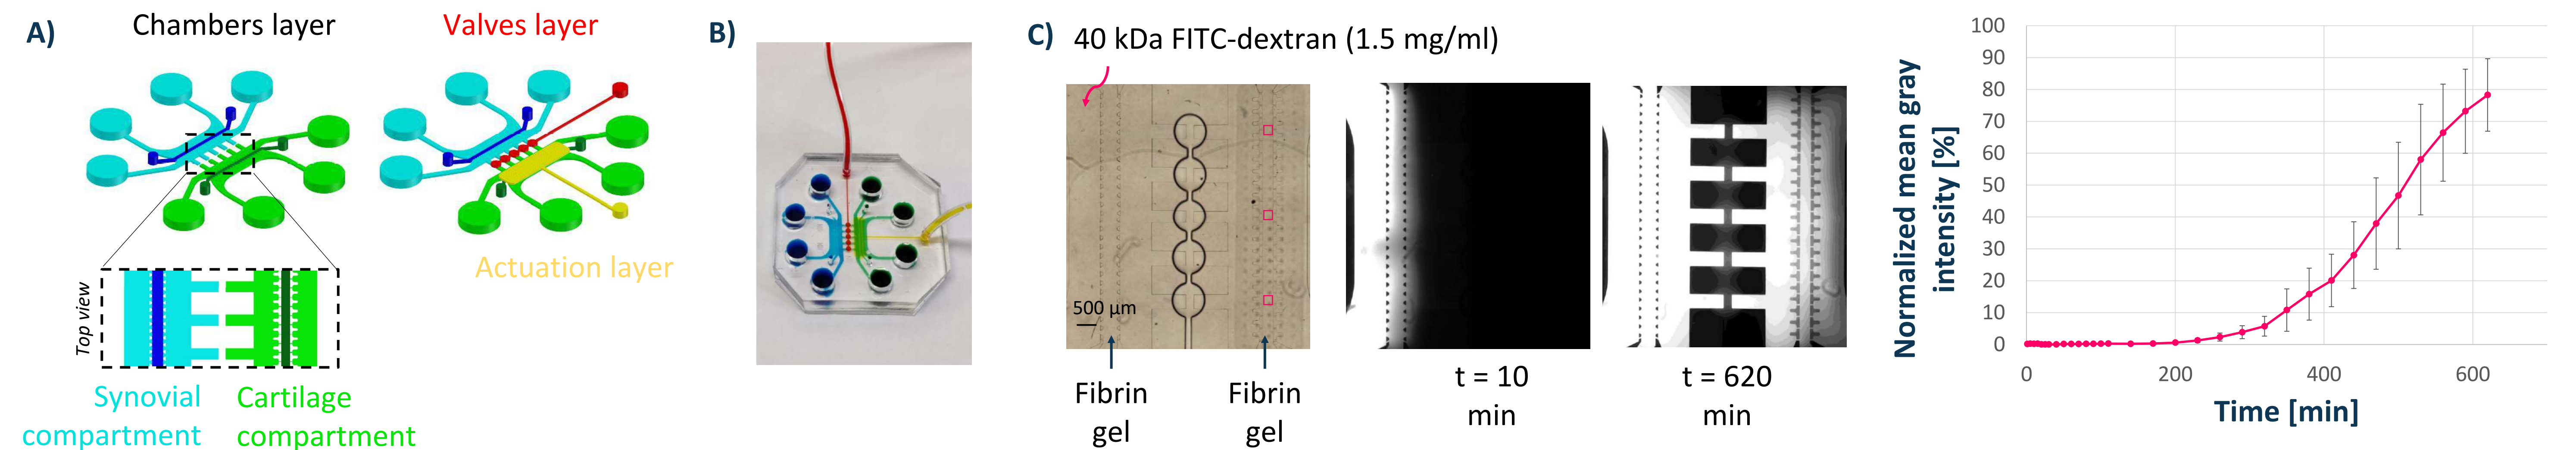 A)
Chambers layer
Valves layer
Actuation layer
Top view
Synovial
compartment
Cartilage
compartment
B)
C)
40 kDa FITC-dextran (1.5 mg/ml)
500 µm
Fibrin
gel
Fibrin
gel
t = 10
min
t = 620
min
Normalized mean gray
intensity [%]
100
90
80
70
60
50
40
30
20
10
0
0
200
400
600
Time [min]